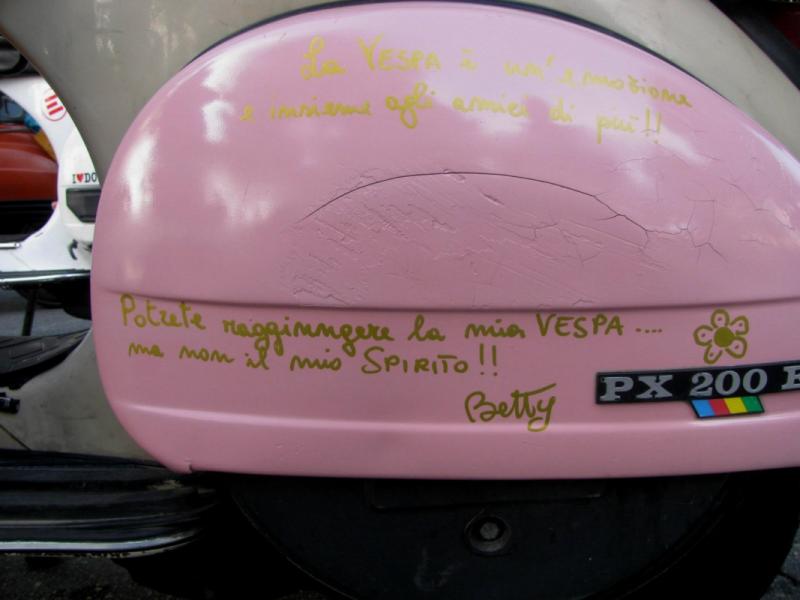 La VESPA è un'emozione
e insieme agli amici di più!!
I♥DO
Potrete raggiungere la mia VESPA ....
ma non il mio SPIRITO!!
Betty
PX 200 E